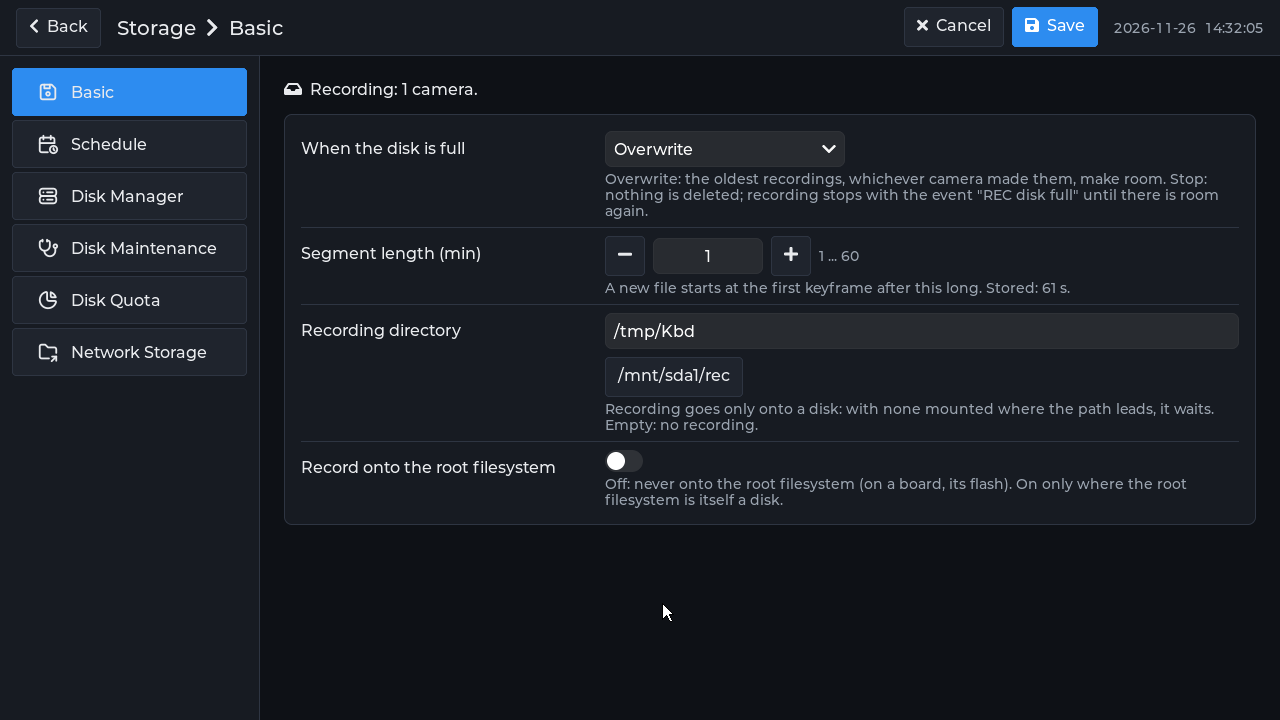 Back
Storage > Basic
Cancel
Save
2026-11-26 14:32:05
Basic
Schedule
Disk Manager
Disk Maintenance
Disk Quota
Network Storage
Recording: 1 camera.
When the disk is full
Overwrite
Overwrite: the oldest recordings, whichever camera made them, make room. Stop:
nothing is deleted; recording stops with the event "REC disk full" until there is room
again.
Segment length (min)
1
1 ... 60
A new file starts at the first keyframe after this long. Stored: 61 s.
Recording directory
/tmp/Kbd
/mnt/sda1/rec
Recording goes only onto a disk: with none mounted where the path leads, it waits.
Empty: no recording.
Record onto the root filesystem
Off: never onto the root filesystem (on a board, its flash). On only where the root
filesystem is itself a disk.